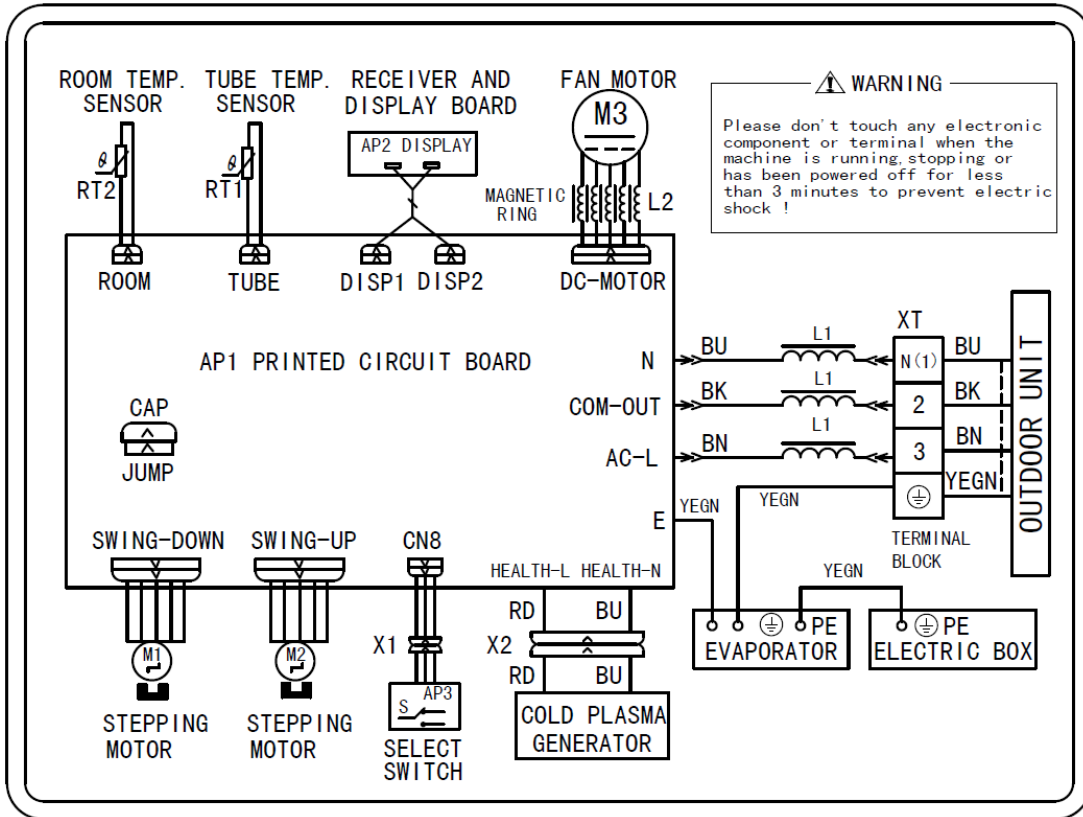 ROOM TEMP.
SENSOR
TUBE TEMP.
SENSOR
RECEIVER AND
DISPLAY BOARD
FAN MOTOR
M3
AP2 DISPLAY
θ
RT2
θ
RT1
MAGNETIC
RING
L2
WARNING
Please don't touch any electronic
component or terminal when the
machine is running, stopping or
has been powered off for less
than 3 minutes to prevent electric
shock !
ROOM
TUBE
DISP1
DISP2
DC-MOTOR
AP1 PRINTED CIRCUIT BOARD
N
BU
L1
XT
N(1)
BU
COM-OUT
BK
L1
2
BK
AC-L
BN
L1
3
BN
YEGN
OUTDOOR UNIT
CAP
JUMP
E
YEGN
YEGN
TERMINAL
BLOCK
SWING-DOWN
SWING-UP
CN8
HEALTH-L
HEALTH-N
YEGN
RD
BU
X1
X2
RD
BU
PE
EVAPORATOR
PE
ELECTRIC BOX
M1
STEPPING
MOTOR
M2
STEPPING
MOTOR
S
AP3
SELECT
SWITCH
COLD PLASMA
GENERATOR